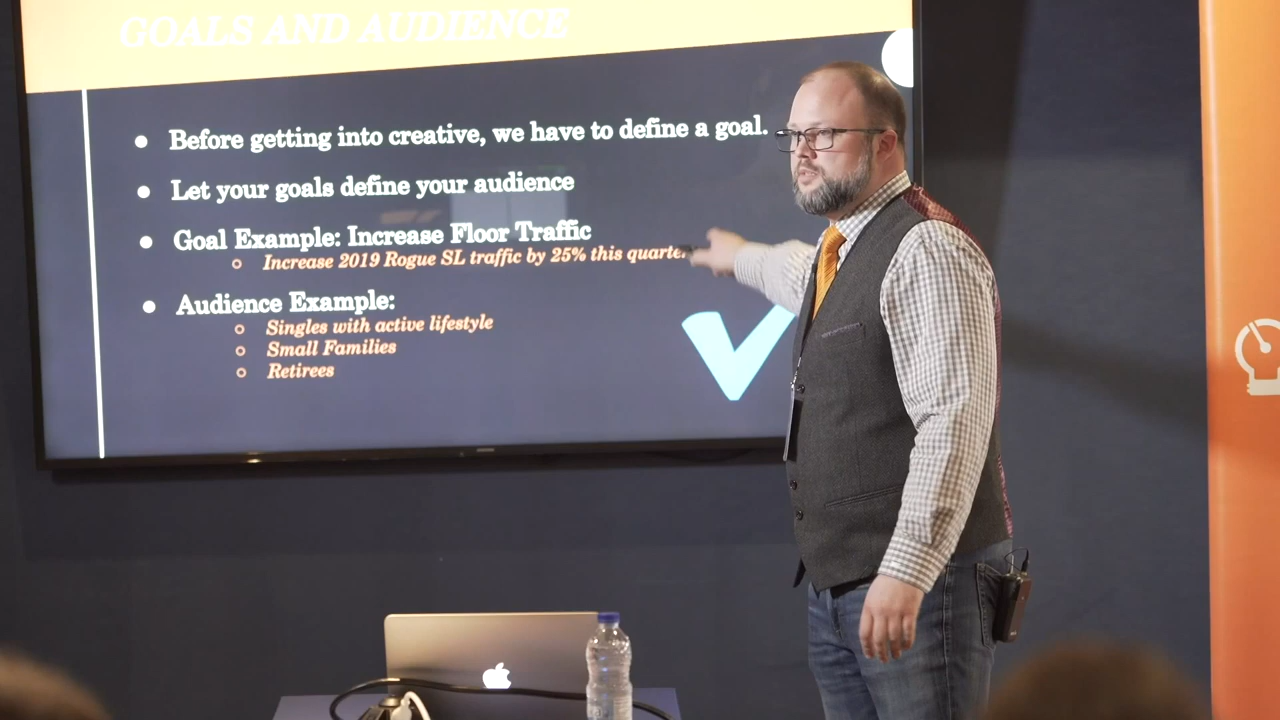 GOALS AND AUDIENCE
Before getting into creative, we have to define a goal.
Let your goals define your audience
Goal Example: Increase Floor Traffic
Increase 2019 Rogue SL traffic by 25% this quarter
Audience Example:
Singles with active lifestyle
Small Families
Retirees